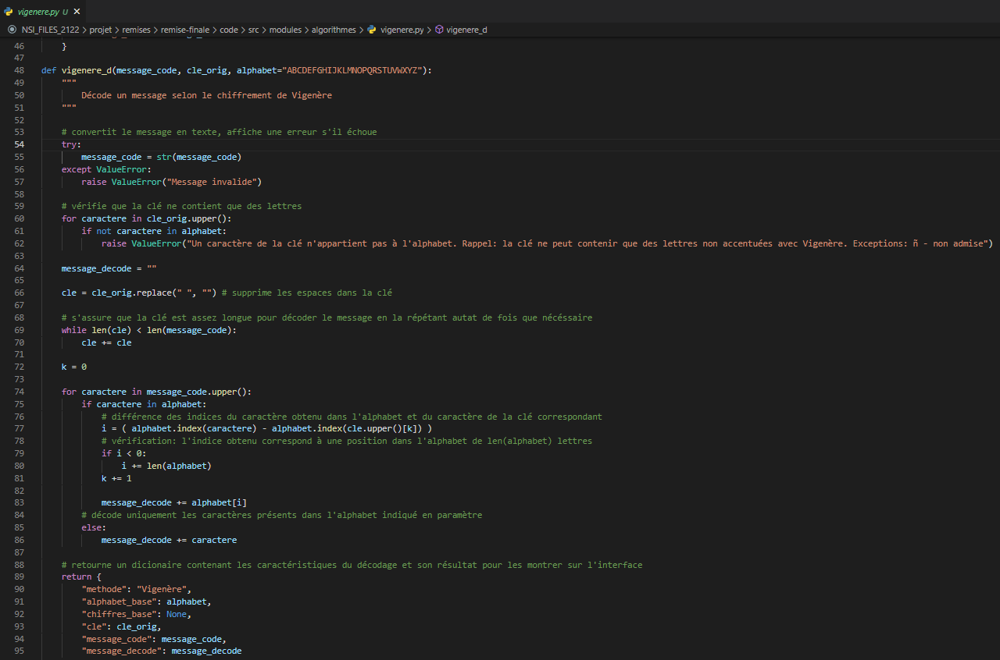 vigenere.py U ×
NSI_FILES_2122 > projet > remises > remise-finale > code > src > modules > algorithmes > vigenere.py > vigenere_d
46 }
47
48 def vigenere_d(message_code, cle_orig, alphabet="ABCDEFGHIJKLMNOPQRSTUVWXYZ"):
49 """
50 Décode un message selon le chiffrement de Vigenère
51 """
52
53 # convertit le message en texte, affiche une erreur s'il échoue
54 try:
55 message_code = str(message_code)
56 except ValueError:
57 raise ValueError("Message invalide")
58
59 # vérifie que la clé ne contient que des lettres
60 for caractere in cle_orig.upper():
61 if not caractere in alphabet:
62 raise ValueError("Un caractère de la clé n'appartient pas à l'alphabet. Rappel: la clé ne peut contenir que des lettres non accentuées avec Vigenère. Exceptions: ñ - non admise")
63
64 message_decode = ""
65
66 cle = cle_orig.replace(" ", "") # supprime les espaces dans la clé
67
68 # s'assure que la clé est assez longue pour décoder le message en la répétant autat de fois que nécéssaire
69 while len(cle) < len(message_code):
70 cle += cle
71
72 k = 0
73
74 for caractere in message_code.upper():
75 if caractere in alphabet:
76 # différence des indices du caractère obtenu dans l'alphabet et du caractère de la clé correspondant
77 i = ( alphabet.index(caractere) - alphabet.index(cle.upper()[k]) )
78 # vérification: l'indice obtenu correspond à une position dans l'alphabet de len(alphabet) lettres
79 if i < 0:
80 i += len(alphabet)
81 k += 1
82
83 message_decode += alphabet[i]
84 # décode uniquement les caractères présents dans l'alphabet indiqué en paramètre
85 else:
86 message_decode += caractere
87
88 # retourne un dicionaire contenant les caractéristiques du décodage et son résultat pour les montrer sur l'interface
89 return {
90 "methode": "Vigenère",
91 "alphabet_base": alphabet,
92 "chiffres_base": None,
93 "cle": cle_orig,
94 "message_code": message_code,
95 "message_decode": message_decode